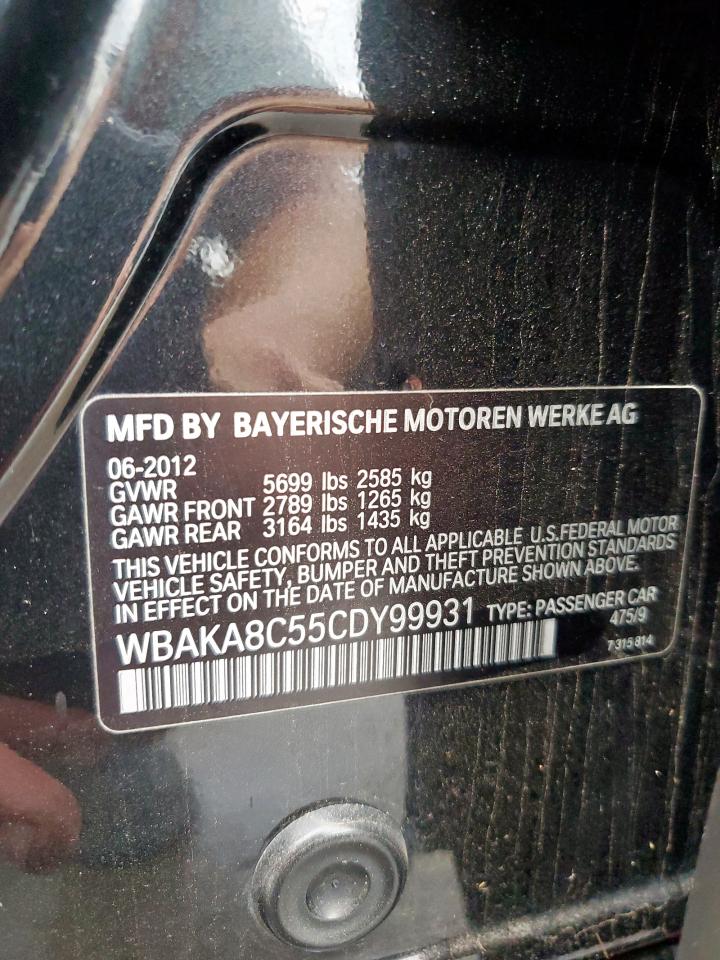 MFD BY BAYERISCHE MOTOREN WERKE AG
06-2012
GVWR 5699 lbs 2585 kg
GAWR FRONT 2789 lbs 1265 kg
GAWR REAR 3164 lbs 1435 kg
THIS VEHICLE CONFORMS TO ALL APPLICABLE U.S.FEDERAL MOTOR
VEHICLE SAFETY, BUMPER AND THEFT PREVENTION STANDARDS
IN EFFECT ON THE DATE OF MANUFACTURE SHOWN ABOVE.
WBAKA8C55CDY99931 TYPE: PASSENGER CAR
475/9
7 315 814